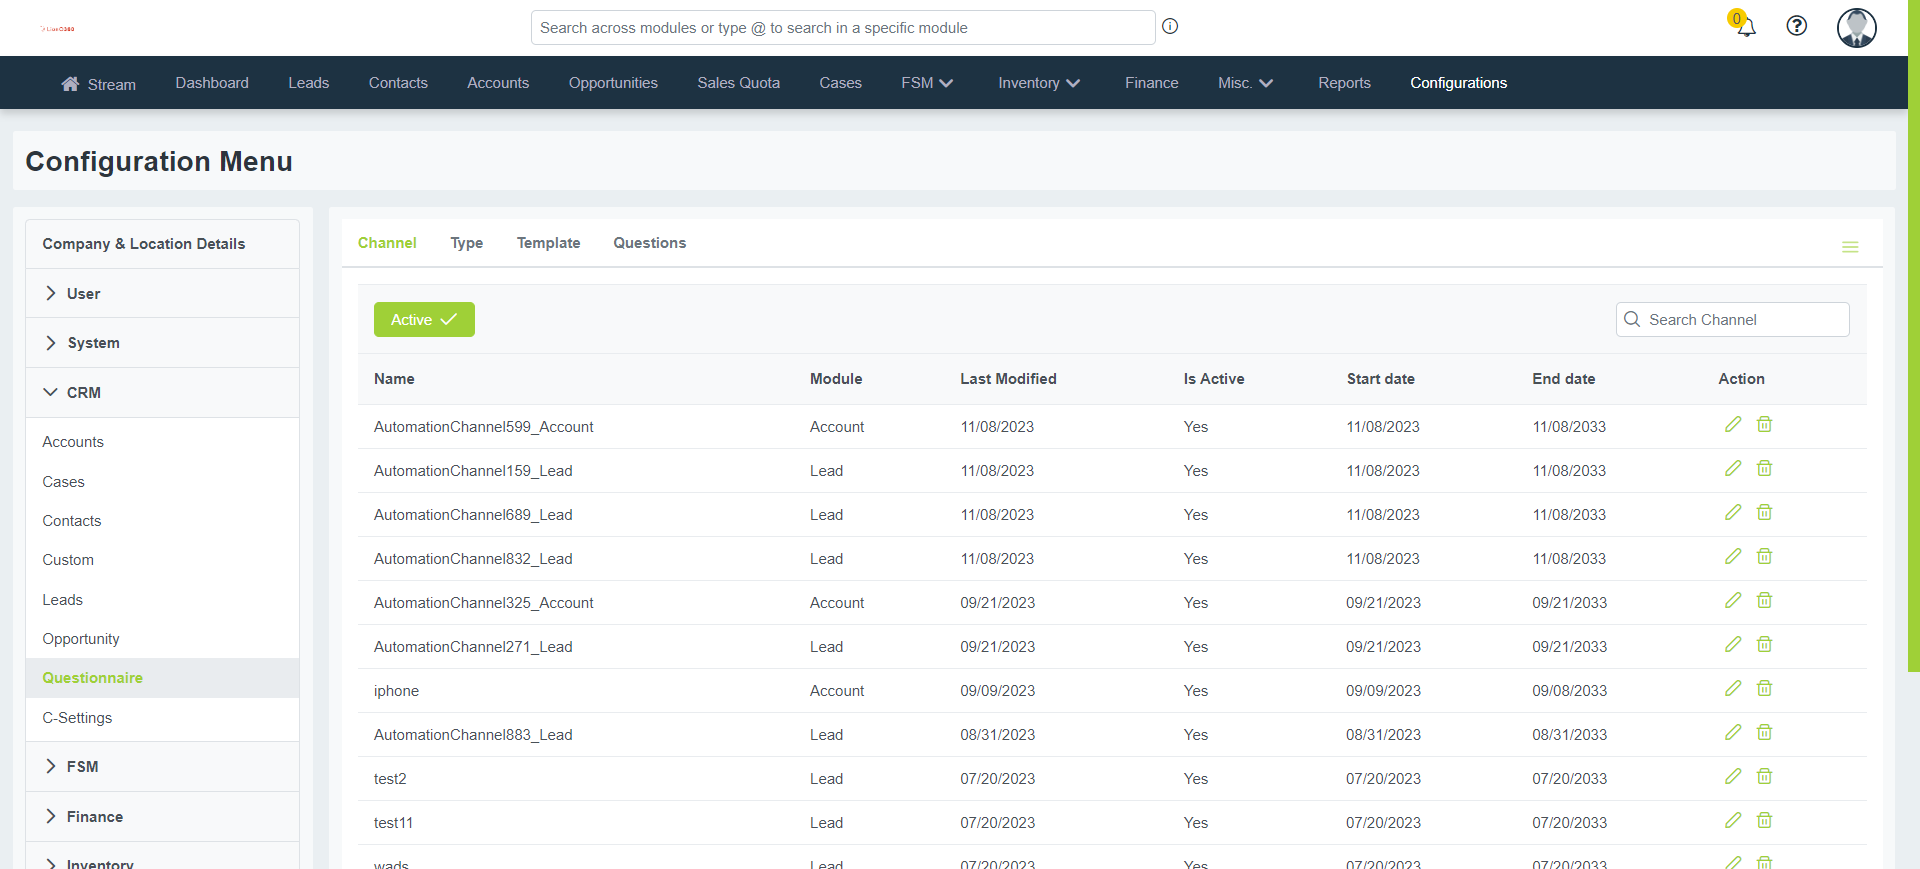 Search across modules or type @ to search in a specific module
0
Stream Dashboard Leads Contacts Accounts Opportunities Sales Quota Cases FSM Inventory Finance Misc. Reports Configurations
Configuration Menu
Company & Location Details
User
System
CRM
Accounts
Cases
Contacts
Custom
Leads
Opportunity
Questionnaire
C-Settings
FSM
Finance
Inventory
Channel Type Template Questions
Active
Search Channel
Name Module Last Modified Is Active Start date End date Action
AutomationChannel599_Account Account 11/08/2023 Yes 11/08/2023 11/08/2033
AutomationChannel159_Lead Lead 11/08/2023 Yes 11/08/2023 11/08/2033
AutomationChannel689_Lead Lead 11/08/2023 Yes 11/08/2023 11/08/2033
AutomationChannel832_Lead Lead 11/08/2023 Yes 11/08/2023 11/08/2033
AutomationChannel325_Account Account 09/21/2023 Yes 09/21/2023 09/21/2033
AutomationChannel271_Lead Lead 09/21/2023 Yes 09/21/2023 09/21/2033
iphone Account 09/09/2023 Yes 09/09/2023 09/08/2033
AutomationChannel883_Lead Lead 08/31/2023 Yes 08/31/2023 08/31/2033
test2 Lead 07/20/2023 Yes 07/20/2023 07/20/2033
test11 Lead 07/20/2023 Yes 07/20/2023 07/20/2033
wads Lead 07/20/2023 Yes 07/20/2023 07/20/2033